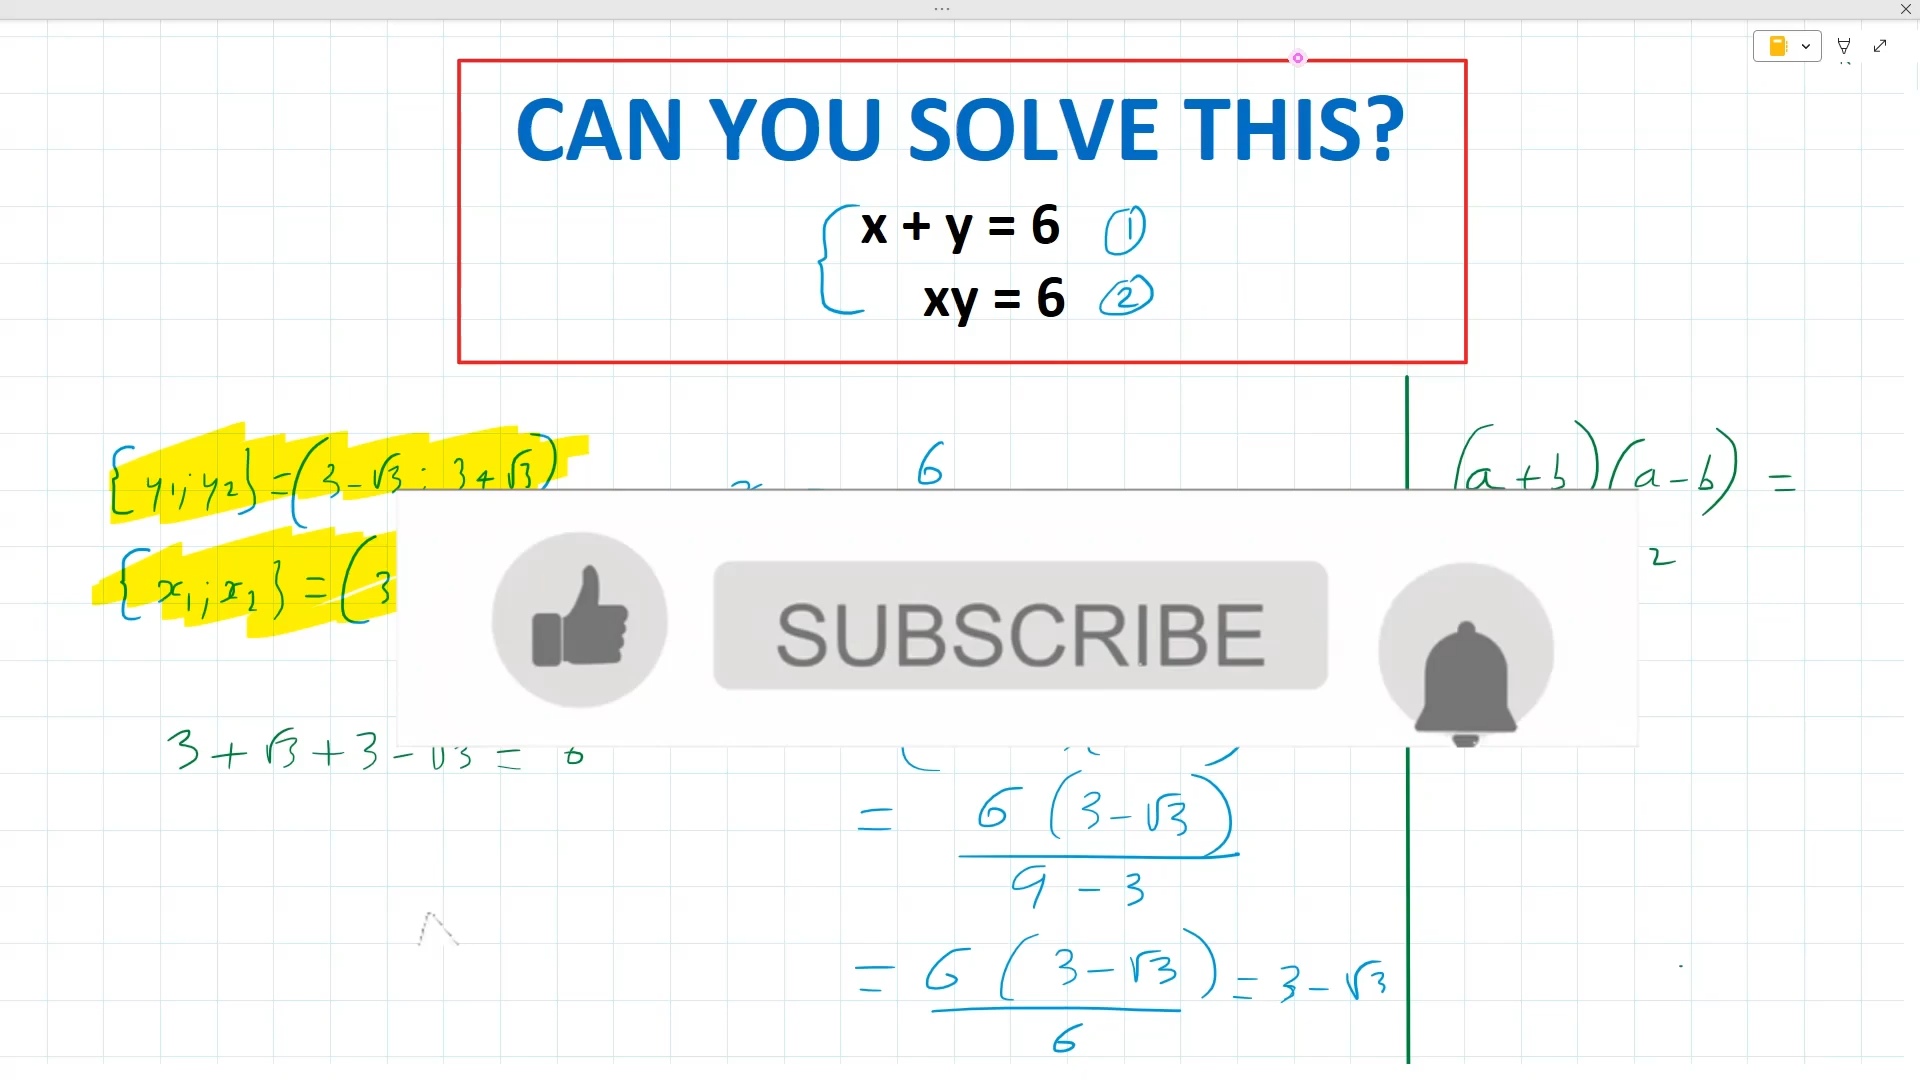 CAN YOU SOLVE THIS?
x + y = 6 ①
xy = 6 ②
{y₁; y₂} = (3-√3; 3+√3)
6
(a+b)(a-b) =
{x₁; x₂} = (3
2
SUBSCRIBE
3+√3+3-√3 =
= 6(3-√3)
9-3
= 6(3-√3) = 3-√3
6